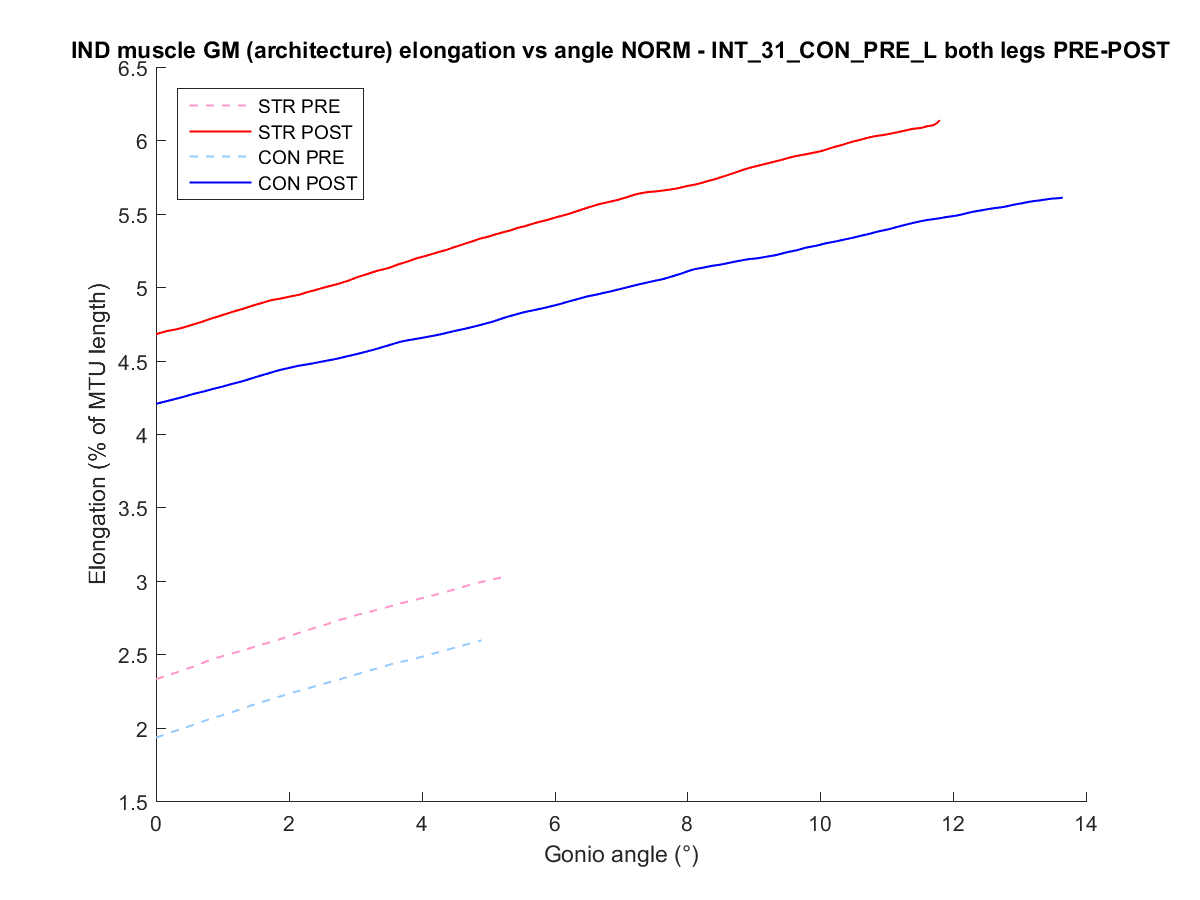 IND muscle GM (architecture) elongation vs angle NORM - INT_31_CON_PRE_L both legs PRE-POST
STR PRE
STR POST
CON PRE
CON POST
6.5
6
5.5
5
4.5
4
3.5
3
2.5
2
1.5
Elongation (% of MTU length)
0 2 4 6 8 10 12 14
Gonio angle (°)